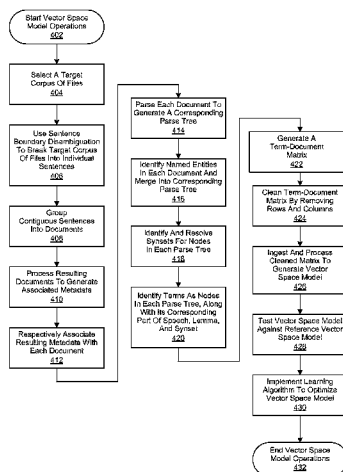 Start Vector Space
Model Operations
402
Select A Target
Corpus Of Files
404
Use Sentence
Boundary Disambiguation
To Break Target Corpus
Of Files Into Individual
Sentences
406
Group
Contiguous Sentences
Into Documents
408
Process Resulting
Documents To Generate
Associated Metadata
410
Respectively Associate
Resulting Metadata With
Each Document
412
Parse Each Document To
Generate A Corresponding
Parse Tree
414
Identify Named Entities
In Each Document And
Merge Into Corresponding
Parse Tree
416
Identify And Resolve
Synsets For Nodes
In Each Parse Tree
418
Identify Terms As Nodes
In Each Parse Tree, Along
With its Corresponding
Part Of Speech, Lemma,
And Synset
420
Generate A
Term-Document
Matrix
422
Clean Term-Document
Matrix By Removing
Rows And Columns
424
Ingest and Process
Cleaned Matrix To
Generate Vector
Space Model
426
Test Vector Space Model
Against Reference Vector
Space Model
428
Implement Learning
Algorithm To Optimize
Vector Space Model
430
End Vector Space
Model Operations
432